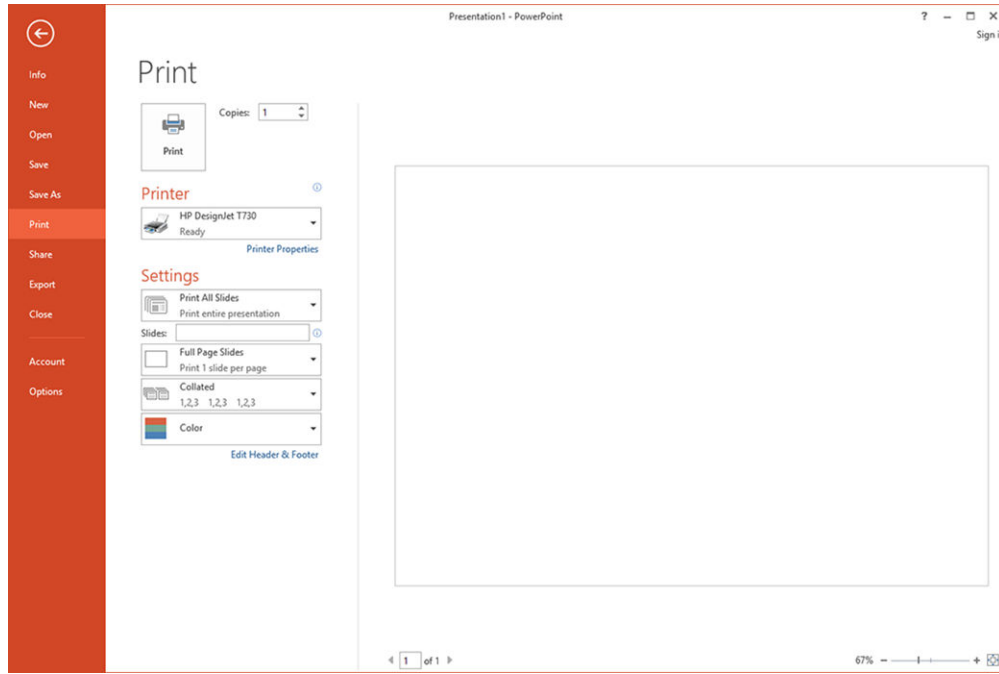 Presentation1 - PowerPoint
?
Sign i
Info
New
Open
Save
Save As
Print
Share
Export
Close
Account
Options
Print
Print
Copies: 1
Printer
HP DesignJet T730
Ready
Printer Properties
Settings
Print All Slides
Print entire presentation
Slides:
Full Page Slides
Print 1 slide per page
Collated
1,2,3 1,2,3 1,2,3
Color
Edit Header & Footer
1 of 1
67%